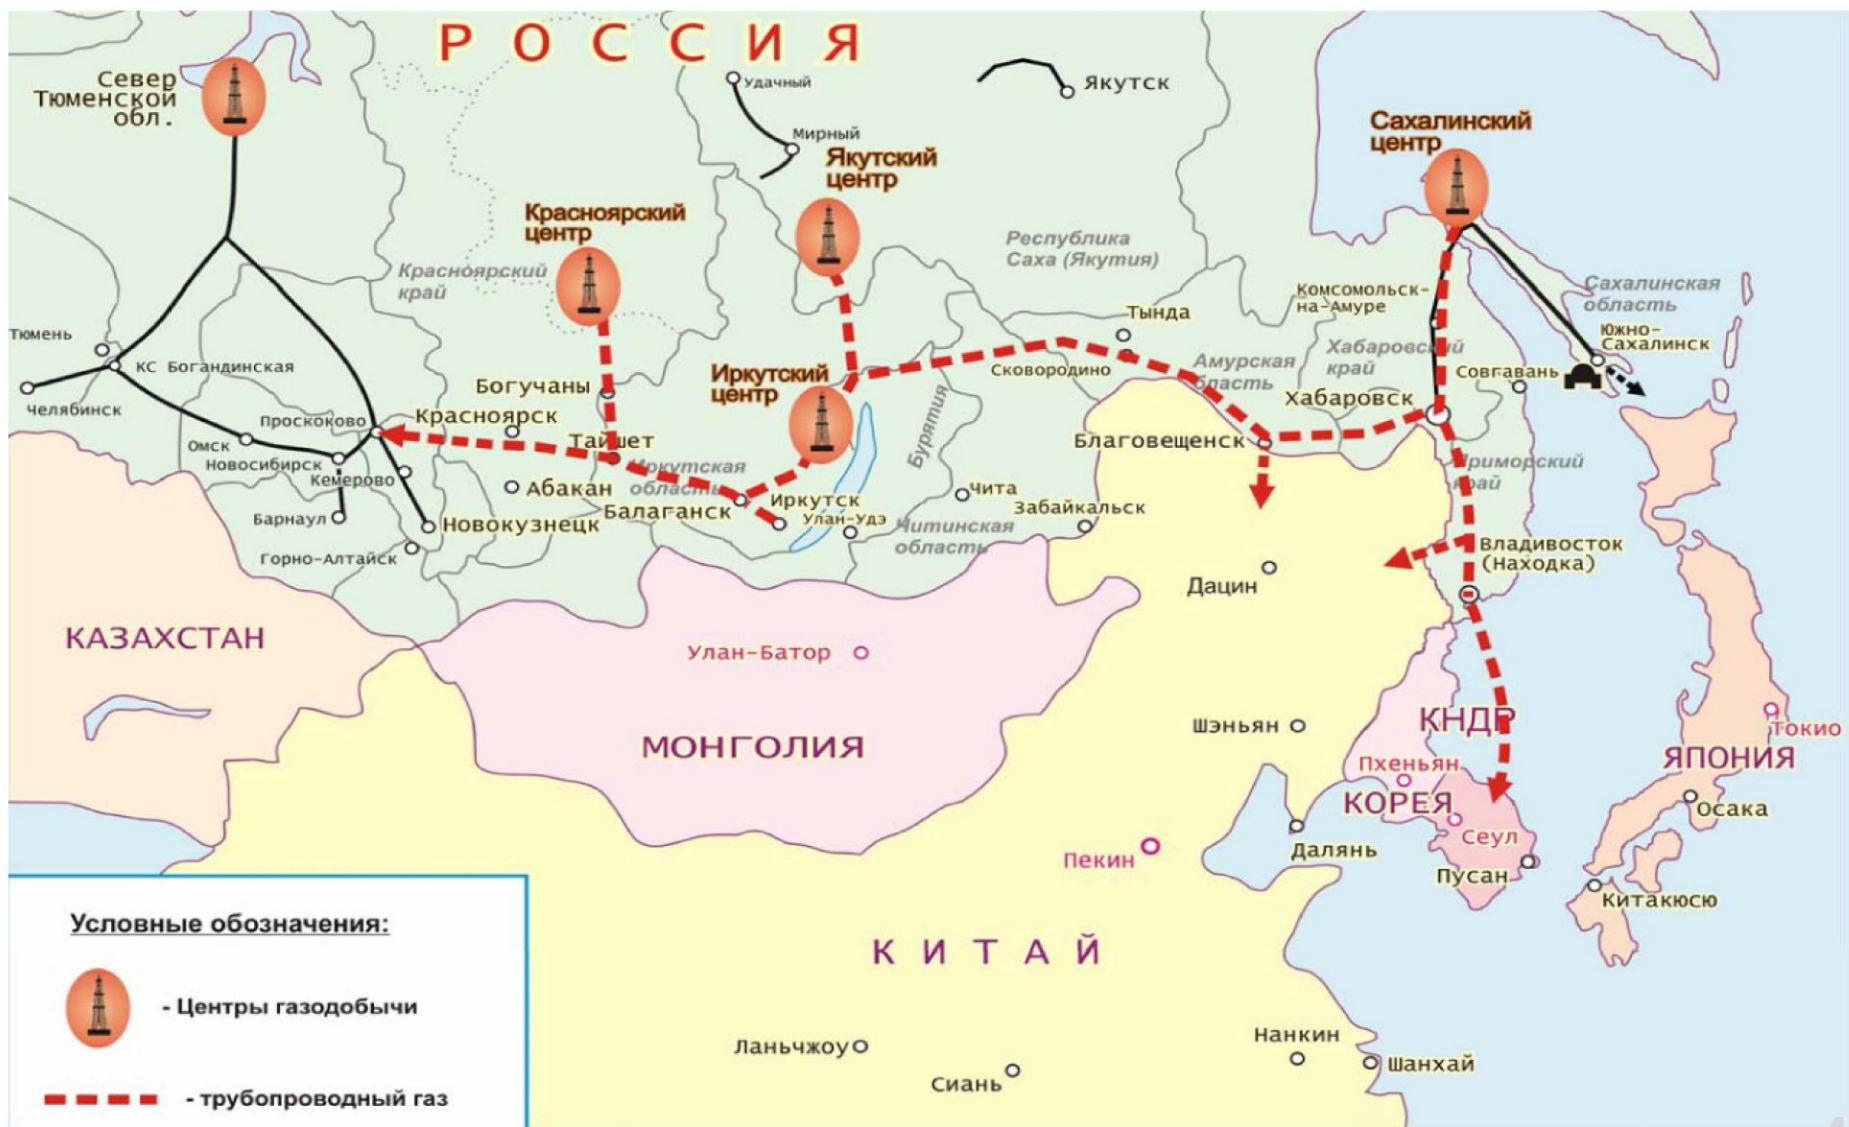 РОССИЯ
Север
Тюменской
обл.
Удачный
Якутск
Мирный
Якутский
центр
Сахалинский
центр
Красноярский
центр
Красноярский
край
Республика
Саха (Якутия)
Сахалинская
область
Комсомольск-
на-Амуре
Тында
Тюмень
КС Богандинская
Южно-
Сахалинск
Хабаровский
край
Амурская
область
Сковородино
Совгавань
Иркутский
центр
Богучаны
Челябинск
Проскоково
Красноярск
Хабаровск
Бурятия
Омск
Новосибирск
Тайшет
Благовещенск
Кемерово
Иркутская
область
Приморский
край
Абакан
Чита
Балаганск
Иркутск
Улан-Удэ
Забайкальск
Барнаул
Новокузнецк
Читинская
область
Горно-Алтайск
Владивосток
(Находка)
Дацин
КАЗАХСТАН
Улан-Батор
МОНГОЛИЯ
Шэньян
КНДР
Токио
Пхеньян
ЯПОНИЯ
КОРЕЯ
Осака
Сеул
Пекин
Далянь
Пусан
Китакюсю
КИТАЙ
Ланьчжоу
Сиань
Нанкин
Шанхай
Условные обозначения:
- Центры газодобычи
- трубопроводный газ